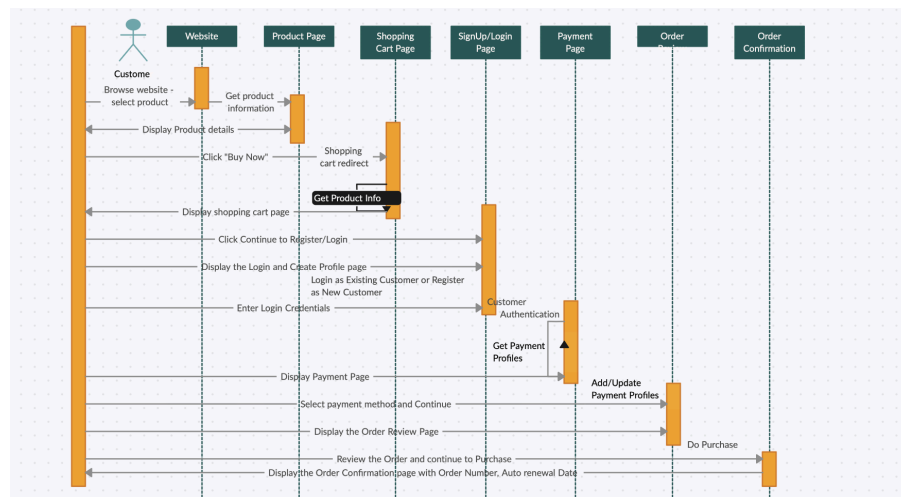 Website
Product Page
Shopping
Cart Page
SignUp/Login
Page
Payment
Page
Order
Order
Confirmation
Custome
Browse website -
select product
Get product
information
Display Product details
Click "Buy Now"
Shopping
cart redirect
Get Product Info
Display shopping cart page
Click Continue to Register/Login
Display the Login and Create Profile page
Login as Existing Customer or Register
as New Customer
Enter Login Credentials
Customer
Authentication
Get Payment
Profiles
Display Payment Page
Add/Update
Payment Profiles
Select payment method and Continue
Display the Order Review Page
Do Purchase
Review the Order and continue to Purchase
Display the Order Confirmation page with Order Number, Auto renewal Date